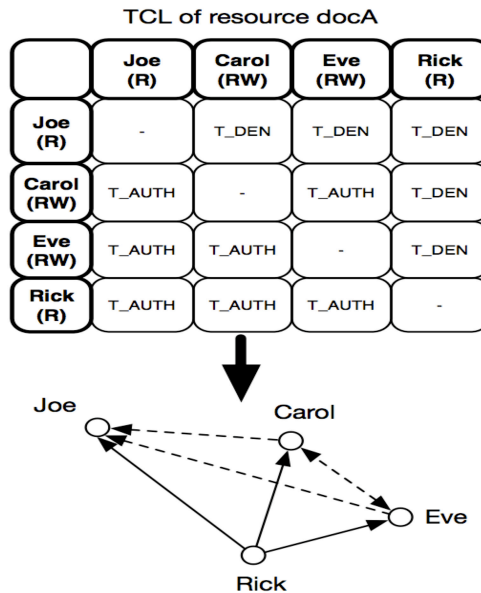 TCL of resource docA
Joe Carol Eve Rick
(R) (RW) (RW) (R)
Joe
(R) - T_DEN T_DEN T_DEN
Carol
(RW) T_AUTH - T_AUTH T_DEN
Eve
(RW) T_AUTH T_AUTH - T_DEN
Rick
(R) T_AUTH T_AUTH T_AUTH -
Joe
Carol
Eve
Rick